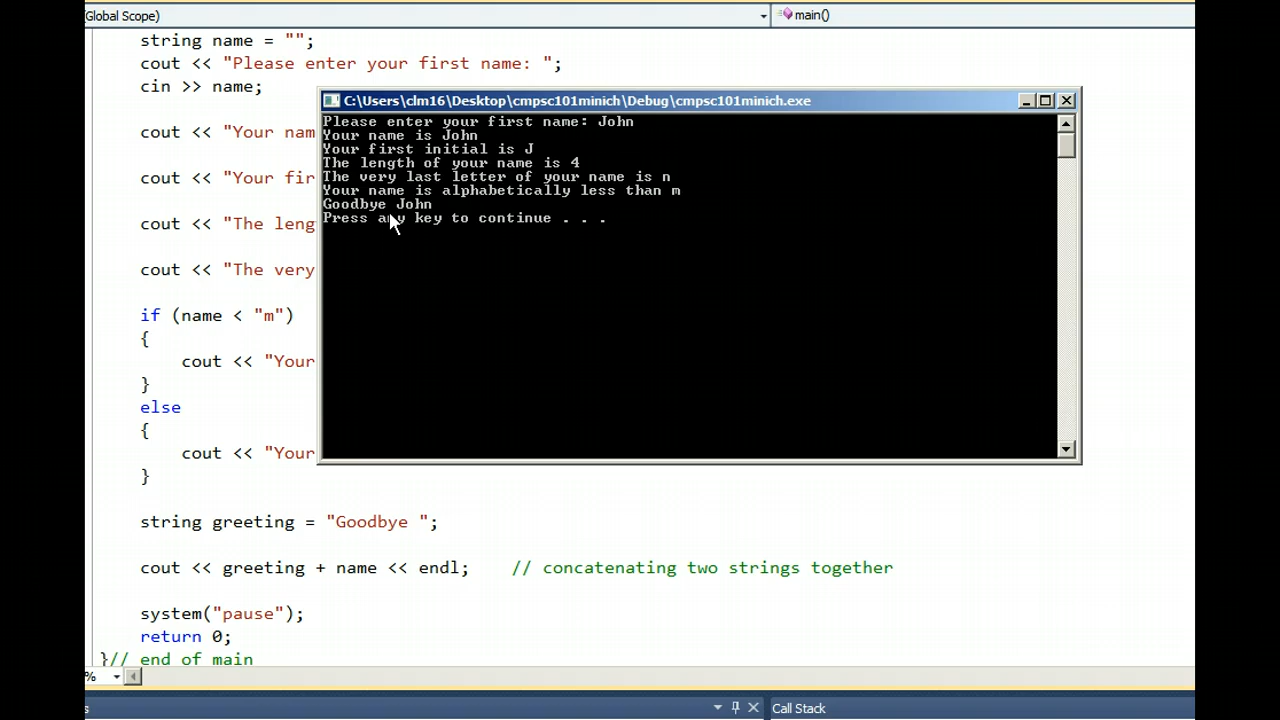 (Global Scope) main()
string name = "";
cout << "Please enter your first name: ";
cin >> name;
cout << "Your nam
cout << "Your fir
cout << "The leng
cout << "The very
if (name < "m")
{
cout << "Your
}
else
{
cout << "Your
}
string greeting = "Goodbye ";
cout << greeting + name << endl; // concatenating two strings together
system("pause");
return 0;
}// end of main
C:\Users\clm16\Desktop\cmpsc101minich\Debug\cmpsc101minich.exe
Please enter your first name: John
Your name is John
Your first initial is J
The length of your name is 4
The very last letter of your name is n
Your name is alphabetically less than m
Goodbye John
Press any key to continue . . .
%
s
Call Stack